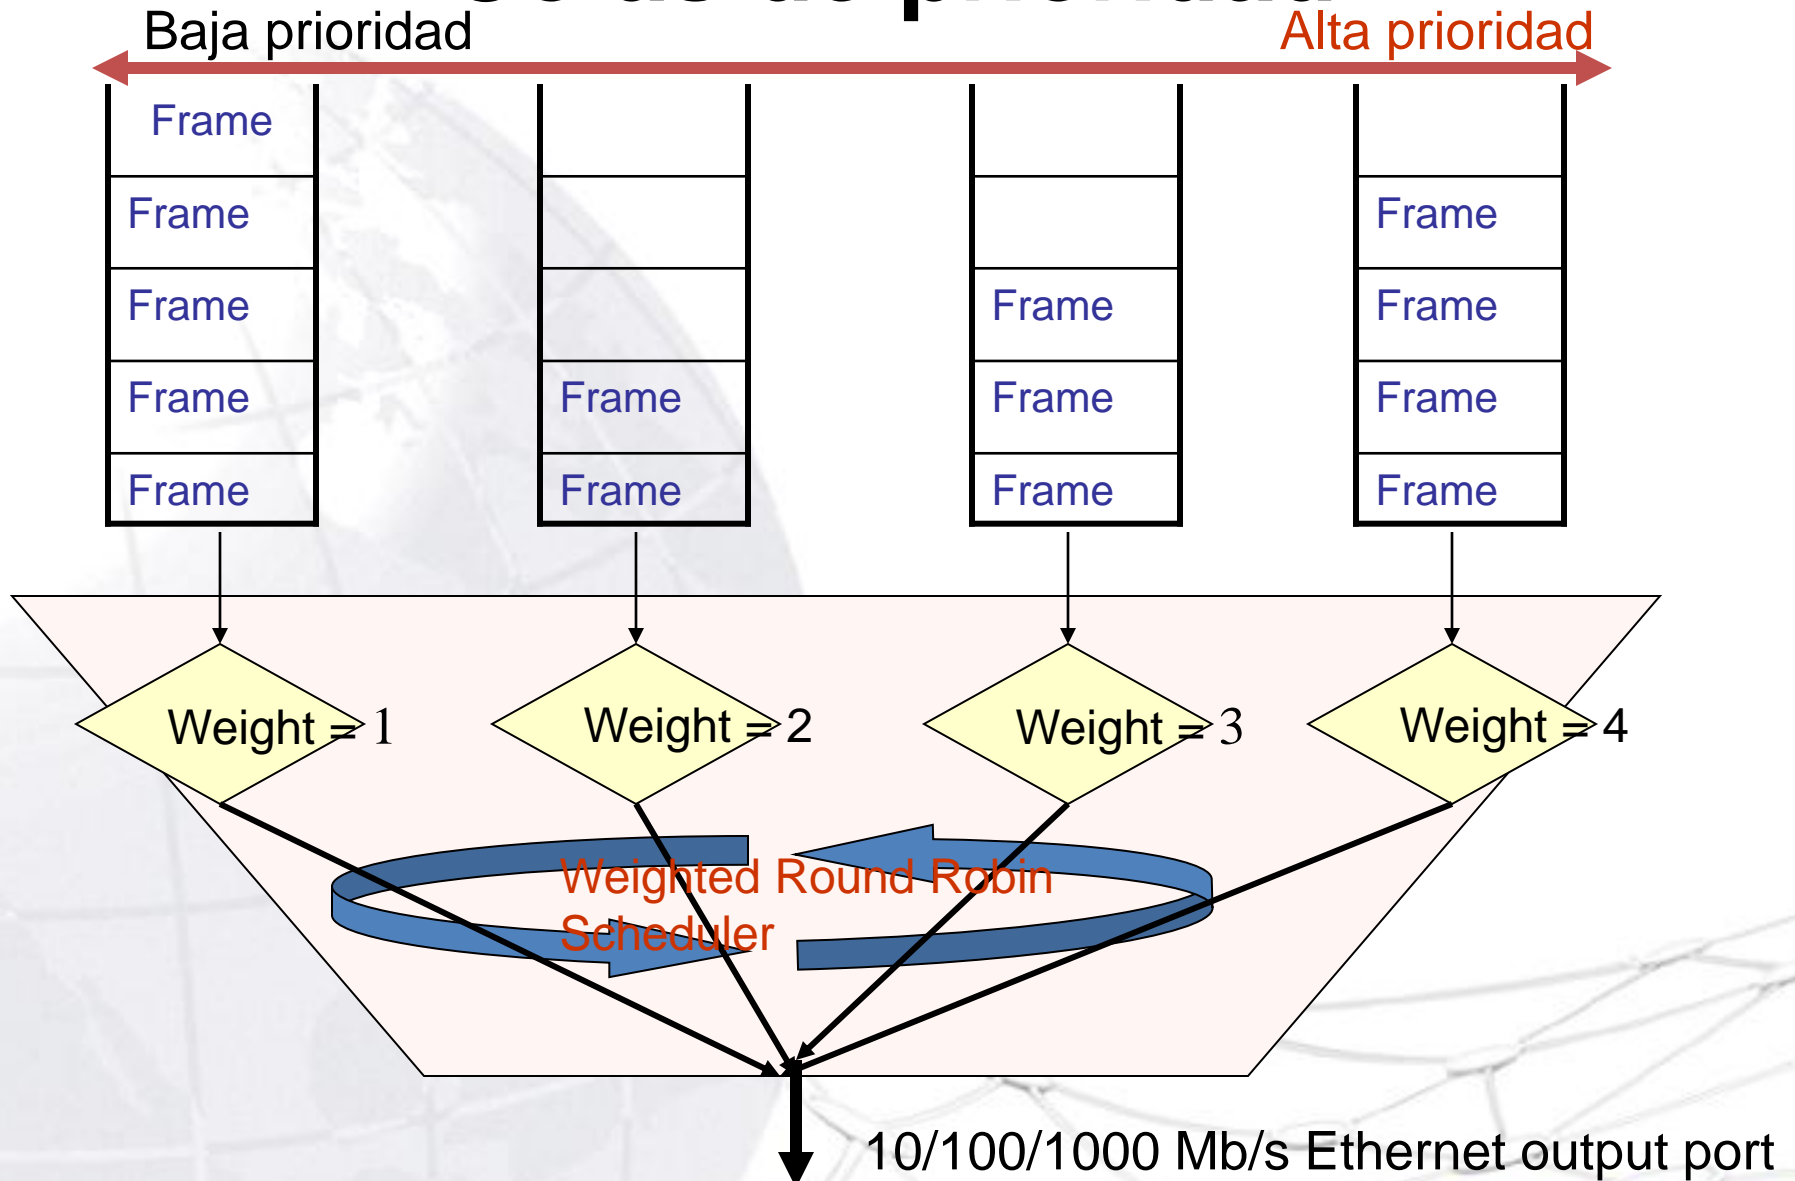 Baja prioridad
Alta prioridad
Frame
Frame
Frame
Frame
Frame
Frame
Frame
Frame
Frame
Frame
Frame
Frame
Frame
Frame
Weight = 1
Weight = 2
Weight = 3
Weight = 4
Weighted Round Robin
Scheduler
10/100/1000 Mb/s Ethernet output port